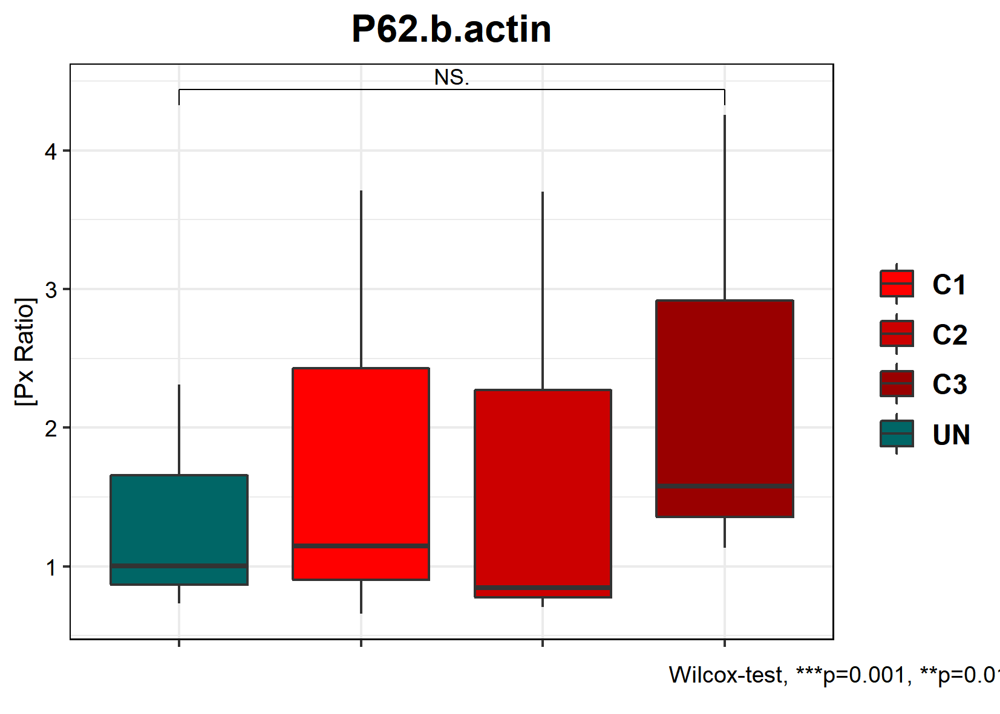 P62.b.actin
NS.
4
3
2
1
[Px Ratio]
C1
C2
C3
UN
Wilcox-test, ***p=0.001, **p=0.0